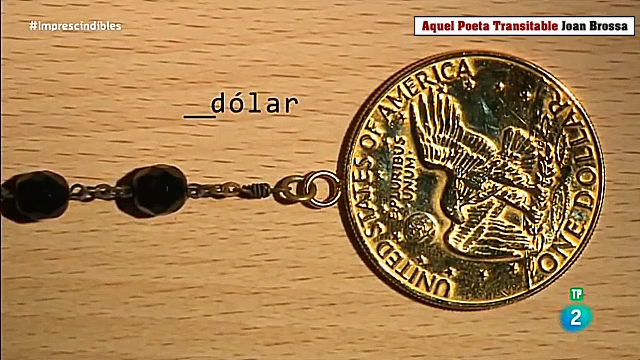 #Imprescindibles
Aquel Poeta Transitable Joan Brossa
__dólar
UNITED STATES OF AMERICA
E PLURIBUS
UNUM
ONE DOLLAR
TP
2